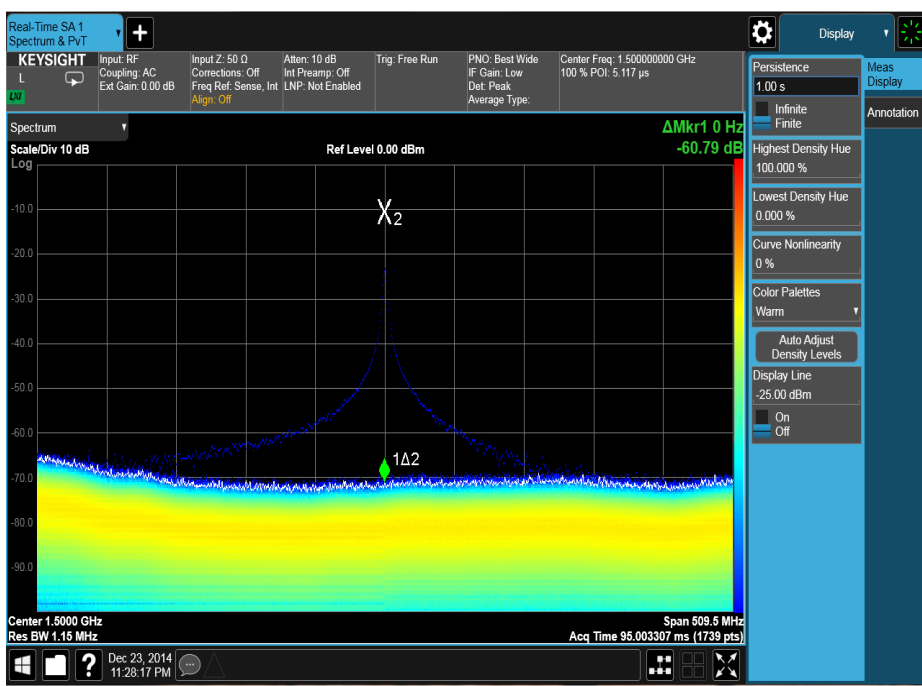 Real-Time SA 1
Spectrum & PvT
Display
KEYSIGHT
L
LXI
Input: RF
Coupling: AC
Ext Gain: 0.00 dB
Input Z: 50 Ω
Corrections: Off
Freq Ref: Sense, Int
Align: Off
Atten: 10 dB
Int Preamp: Off
LNP: Not Enabled
Trig: Free Run
PNO: Best Wide
IF Gain: Low
Det: Peak
Average Type:
Center Freq: 1.500000000 GHz
100 % POI: 5.117 µs
Spectrum
Scale/Div 10 dB
Ref Level 0.00 dBm
ΔMkr1 0 Hz
-60.79 dB
Log
-10.0
-20.0
-30.0
-40.0
-50.0
-60.0
-70.0
-80.0
-90.0
X2
1Δ2
Center 1.5000 GHz
Res BW 1.15 MHz
Span 509.5 MHz
Acq Time 95.003307 ms (1739 pts)
Persistence
1.00 s
Infinite
Finite
Highest Density Hue
100.000 %
Lowest Density Hue
0.000 %
Curve Nonlinearity
0 %
Color Palettes
Warm
Auto Adjust
Density Levels
Display Line
-25.00 dBm
On
Off
Meas
Display
Annotation
?
Dec 23, 2014
11:28:17 PM